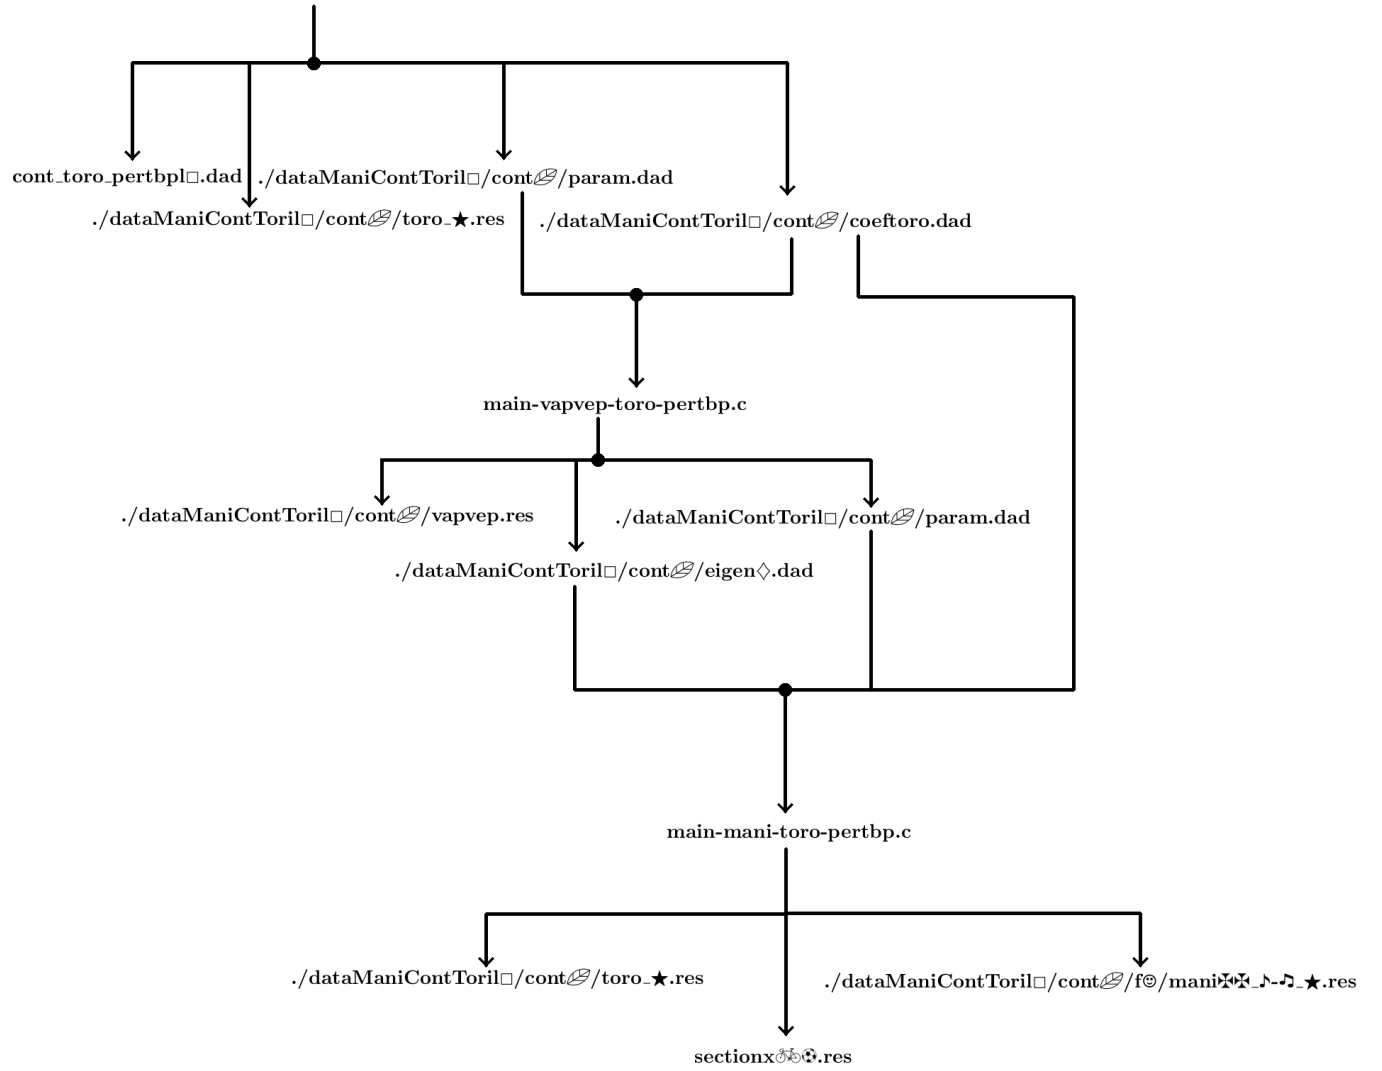 cont_toro_pertbpl□.dad
./dataManiContToril□/cont🍃/param.dad
./dataManiContToril□/cont🍃/toro_★.res
./dataManiContToril□/cont🍃/coeftoro.dad
main-vapvep-toro-pertbp.c
./dataManiContToril□/cont🍃/vapvep.res
./dataManiContToril□/cont🍃/param.dad
./dataManiContToril□/cont🍃/eigen♢.dad
main-mani-toro-pertbp.c
./dataManiContToril□/cont🍃/toro_★.res
./dataManiContToril□/cont🍃/f☺/mani✠✠_♪-♫_★.res
sectionx🚲⚽.res